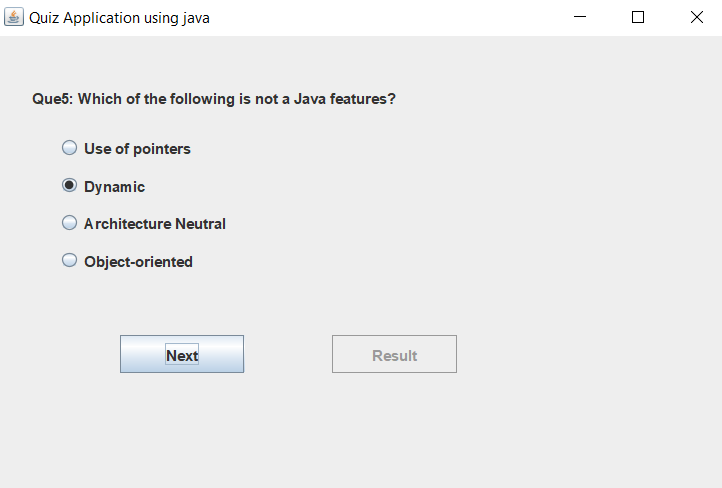 Quiz Application using java
Que5: Which of the following is not a Java features?
Use of pointers
Dynamic
Architecture Neutral
Object-oriented
Next
Result